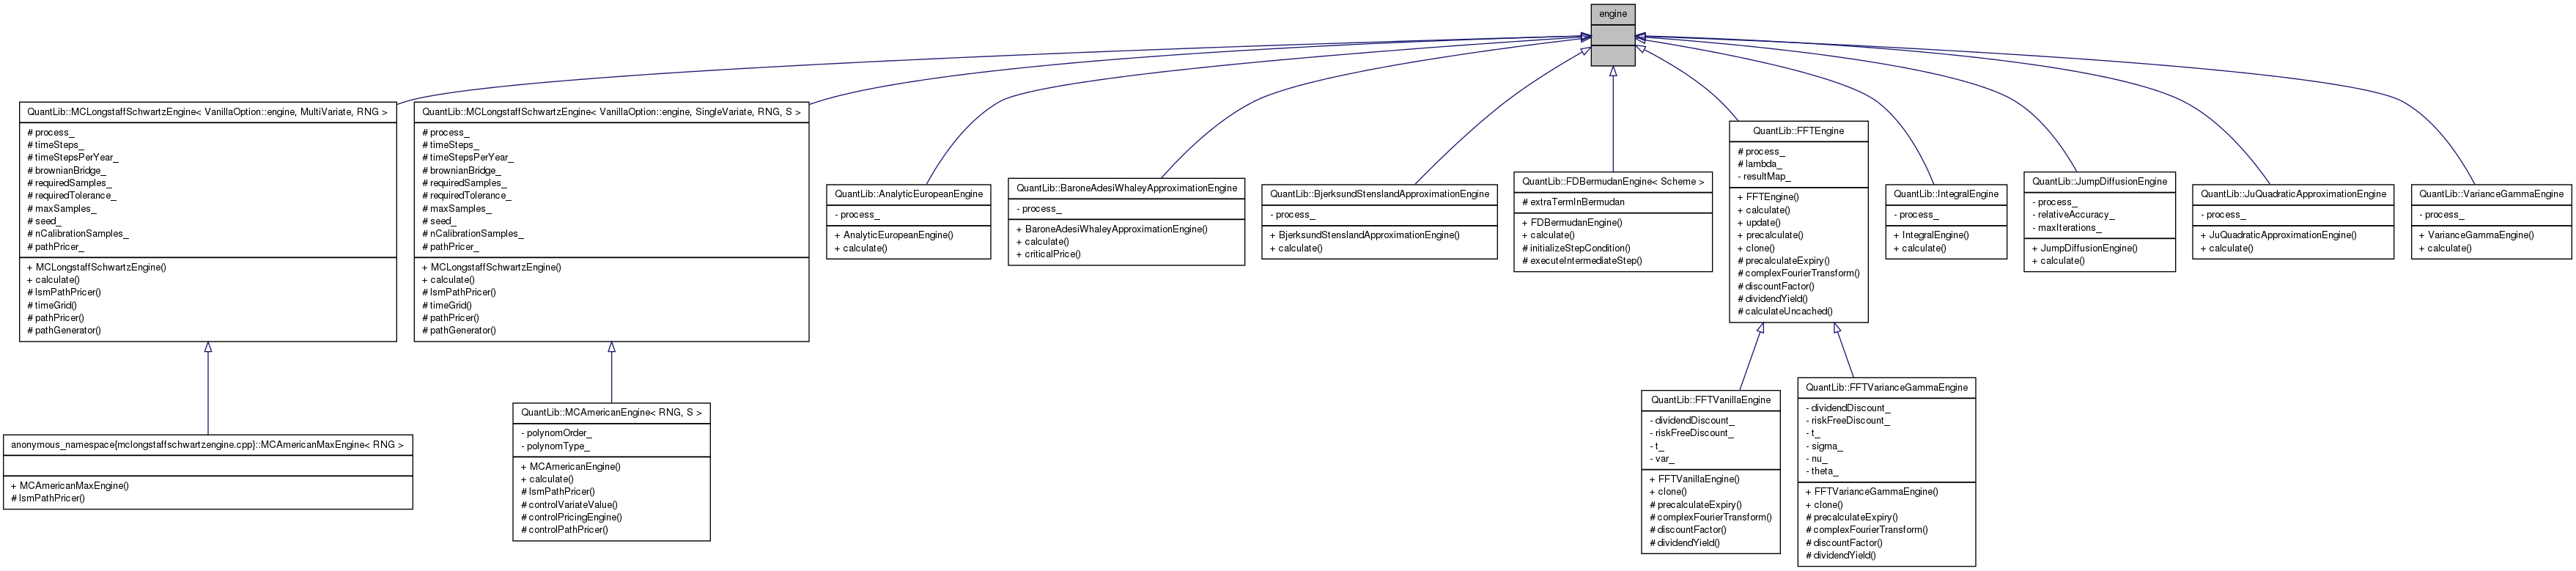 engine
QuantLib::MCLongstaffSchwartzEngine< VanillaOption::engine, MultiVariate, RNG >
# process_
# timeSteps_
# timeStepsPerYear_
# brownianBridge_
# requiredSamples_
# requiredTolerance_
# maxSamples_
# seed_
# nCalibrationSamples_
# pathPricer_
+ MCLongstaffSchwartzEngine()
+ calculate()
# lsmPathPricer()
# timeGrid()
# pathPricer()
# pathGenerator()
QuantLib::MCLongstaffSchwartzEngine< VanillaOption::engine, SingleVariate, RNG, S >
# process_
# timeSteps_
# timeStepsPerYear_
# brownianBridge_
# requiredSamples_
# requiredTolerance_
# maxSamples_
# seed_
# nCalibrationSamples_
# pathPricer_
+ MCLongstaffSchwartzEngine()
+ calculate()
# lsmPathPricer()
# timeGrid()
# pathPricer()
# pathGenerator()
QuantLib::AnalyticEuropeanEngine
- process_
+ AnalyticEuropeanEngine()
+ calculate()
QuantLib::BaroneAdesiWhaleyApproximationEngine
- process_
+ BaroneAdesiWhaleyApproximationEngine()
+ calculate()
+ criticalPrice()
QuantLib::BjerksundStenslandApproximationEngine
- process_
+ BjerksundStenslandApproximationEngine()
+ calculate()
QuantLib::FDBermudanEngine< Scheme >
# extraTermInBermudan
+ FDBermudanEngine()
+ calculate()
# initializeStepCondition()
# executeIntermediateStep()
QuantLib::FFTEngine
# process_
# lambda_
- resultMap_
+ FFTEngine()
+ calculate()
+ update()
+ precalculate()
+ clone()
# precalculateExpiry()
# complexFourierTransform()
# discountFactor()
# dividendYield()
# calculateUncached()
QuantLib::IntegralEngine
- process_
+ IntegralEngine()
+ calculate()
QuantLib::JumpDiffusionEngine
- process_
- relativeAccuracy_
- maxIterations_
+ JumpDiffusionEngine()
+ calculate()
QuantLib::JuQuadraticApproximationEngine
- process_
+ JuQuadraticApproximationEngine()
+ calculate()
QuantLib::VarianceGammaEngine
- process_
+ VarianceGammaEngine()
+ calculate()
anonymous_namespace{mclongstaffschwartzengine.cpp}::MCAmericanMaxEngine< RNG >
+ MCAmericanMaxEngine()
# lsmPathPricer()
QuantLib::MCAmericanEngine< RNG, S >
- polynomOrder_
- polynomType_
+ MCAmericanEngine()
+ calculate()
# lsmPathPricer()
# controlVariateValue()
# controlPricingEngine()
# controlPathPricer()
QuantLib::FFTVanillaEngine
- dividendDiscount_
- riskFreeDiscount_
- t_
- var_
+ FFTVanillaEngine()
+ clone()
# precalculateExpiry()
# complexFourierTransform()
# discountFactor()
# dividendYield()
QuantLib::FFTVarianceGammaEngine
- dividendDiscount_
- riskFreeDiscount_
- t_
- sigma_
- nu_
- theta_
+ FFTVarianceGammaEngine()
+ clone()
# precalculateExpiry()
# complexFourierTransform()
# discountFactor()
# dividendYield()